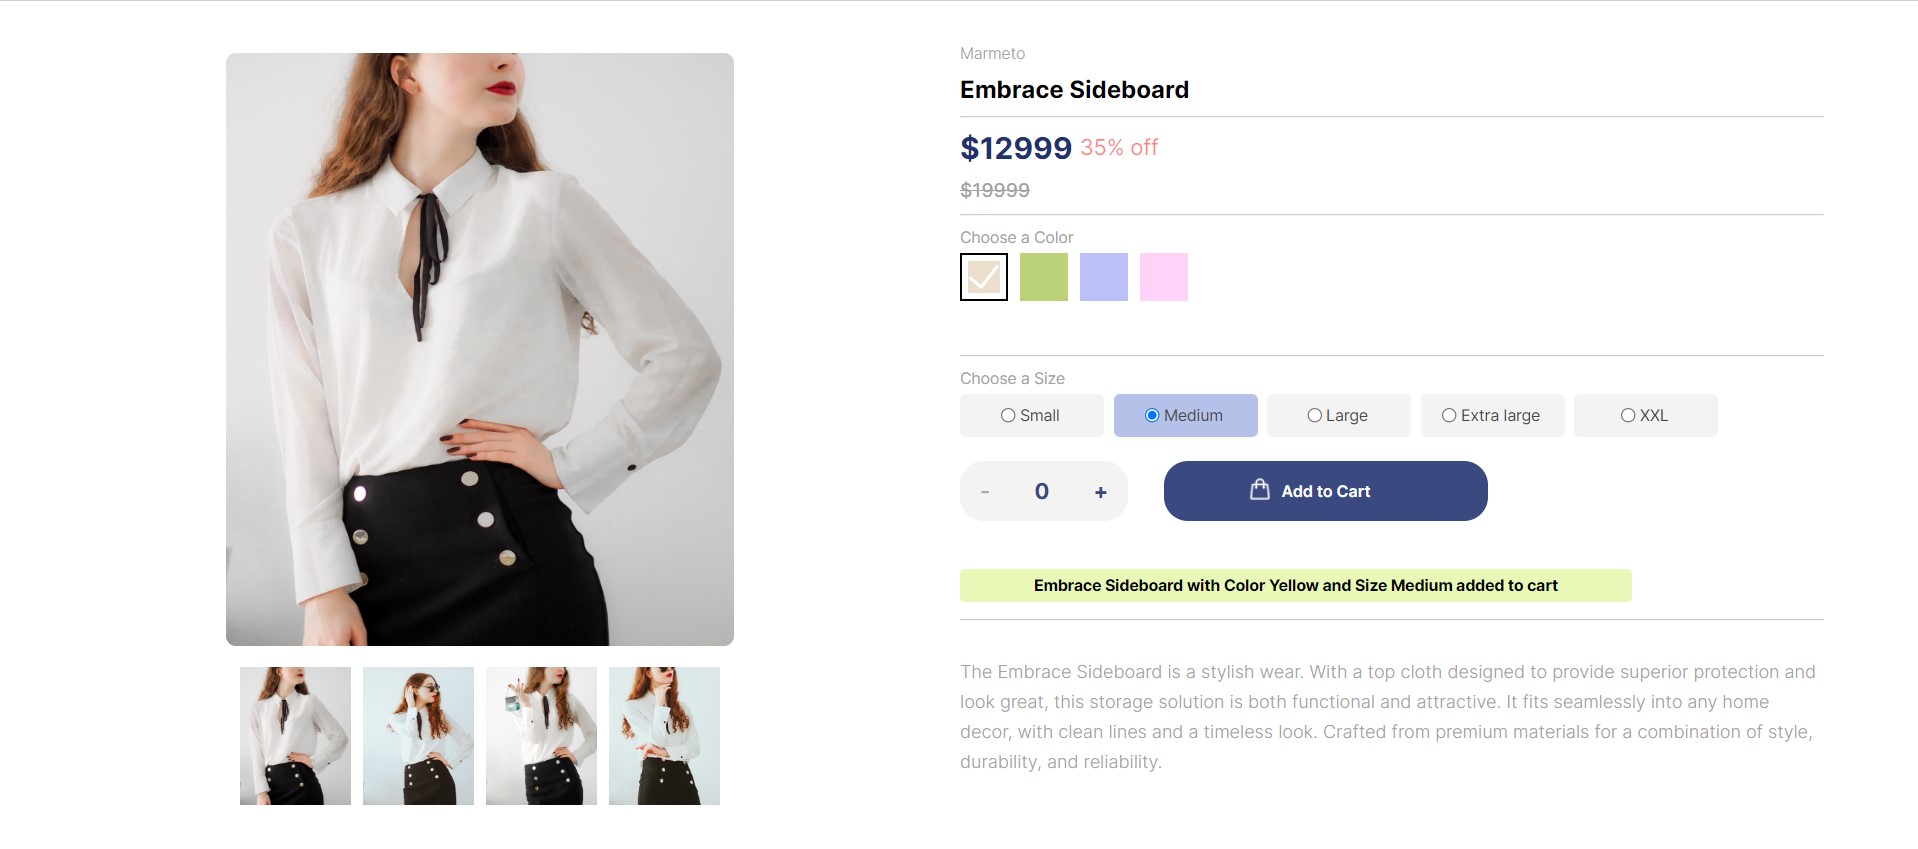 Marmeto
Embrace Sideboard
$12999 35% off
$19999
Choose a Color
Choose a Size
Small Medium Large Extra large XXL
- 0 + Add to Cart
Embrace Sideboard with Color Yellow and Size Medium added to cart
The Embrace Sideboard is a stylish wear. With a top cloth designed to provide superior protection and
look great, this storage solution is both functional and attractive. It fits seamlessly into any home
decor, with clean lines and a timeless look. Crafted from premium materials for a combination of style,
durability, and reliability.